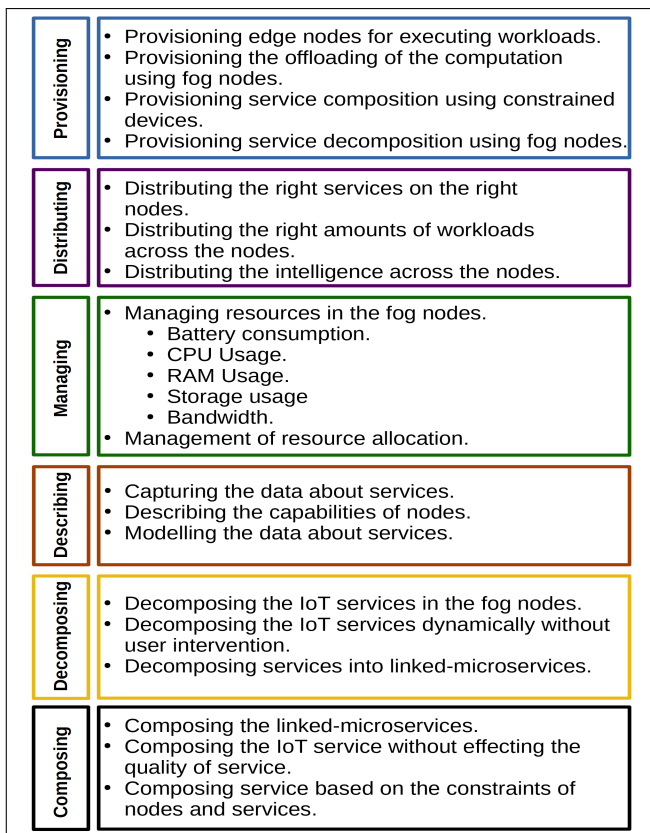 Provisioning
• Provisioning edge nodes for executing workloads.
• Provisioning the offloading of the computation
using fog nodes.
• Provisioning service composition using constrained
devices.
• Provisioning service decomposition using fog nodes.
Distributing
• Distributing the right services on the right
nodes.
• Distributing the right amounts of workloads
across the nodes.
• Distributing the intelligence across the nodes.
Managing
• Managing resources in the fog nodes.
• Battery consumption.
• CPU Usage.
• RAM Usage.
• Storage usage
• Bandwidth.
• Management of resource allocation.
Describing
• Capturing the data about services.
• Describing the capabilities of nodes.
• Modelling the data about services.
Decomposing
• Decomposing the IoT services in the fog nodes.
• Decomposing the IoT services dynamically without
user intervention.
• Decomposing services into linked-microservices.
Composing
• Composing the linked-microservices.
• Composing the IoT service without effecting the
quality of service.
• Composing service based on the constraints of
nodes and services.